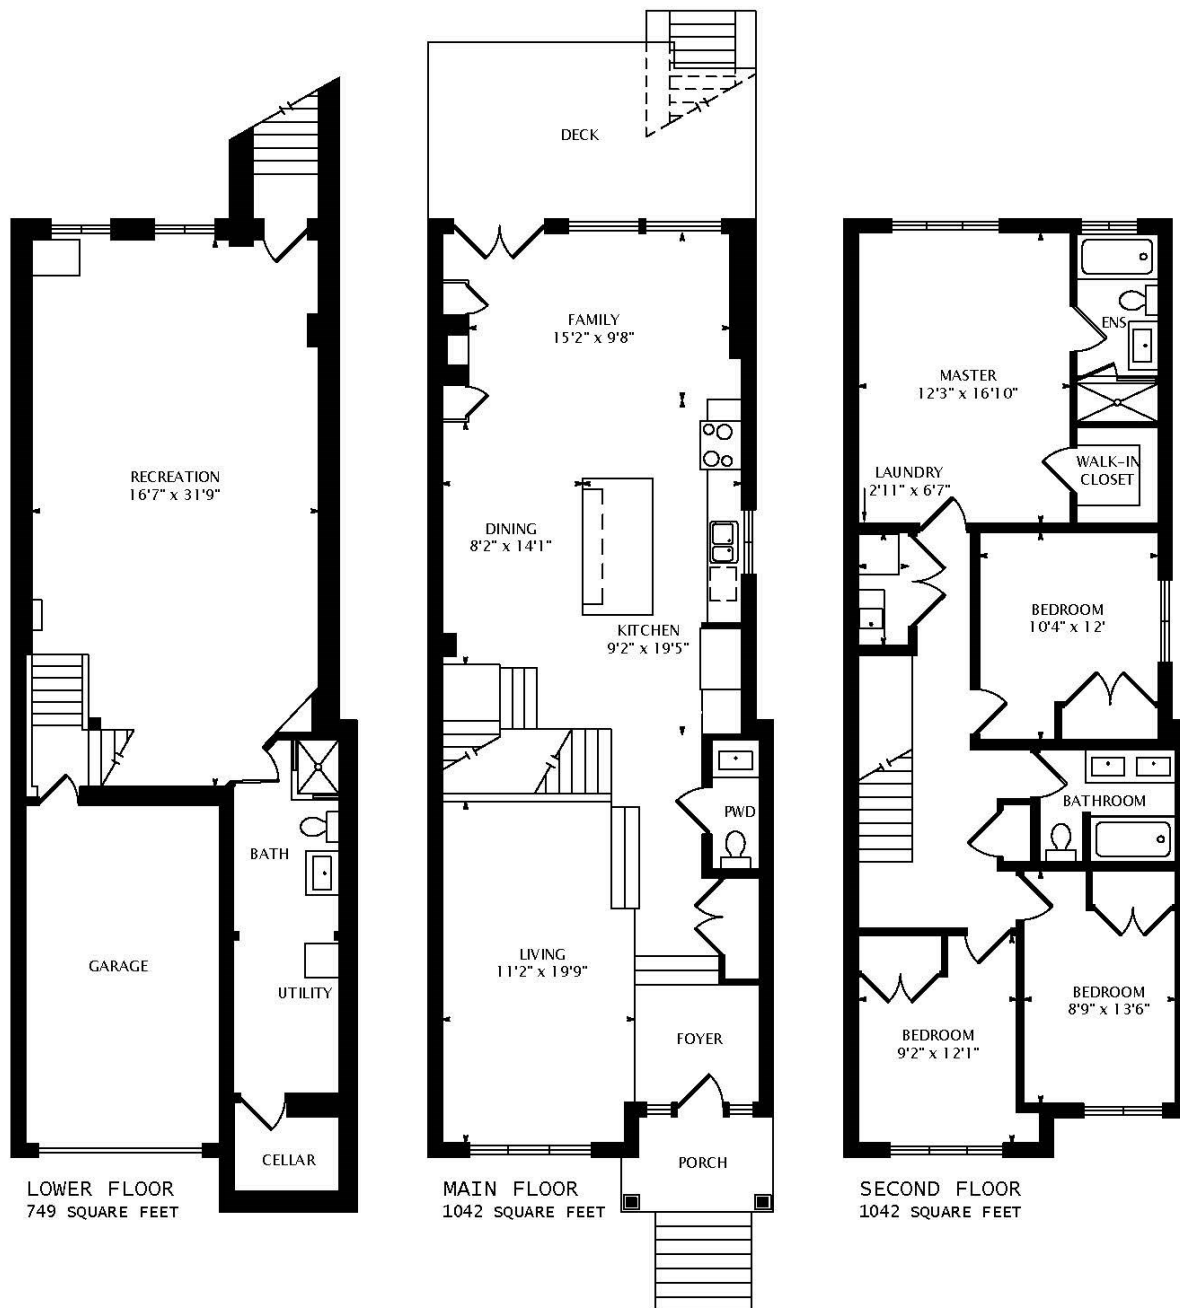 RECREATION
16'7" x 31'9"
BATH
GARAGE
UTILITY
CELLAR
LOWER FLOOR
749 SQUARE FEET
DECK
FAMILY
15'2" x 9'8"
DINING
8'2" x 14'1"
KITCHEN
9'2" x 19'5"
PWD
LIVING
11'2" x 19'9"
FOYER
PORCH
MAIN FLOOR
1042 SQUARE FEET
ENS
MASTER
12'3" x 16'10"
WALK-IN
CLOSET
LAUNDRY
2'11" x 6'7"
BEDROOM
10'4" x 12'
BATHROOM
BEDROOM
8'9" x 13'6"
BEDROOM
9'2" x 12'1"
SECOND FLOOR
1042 SQUARE FEET